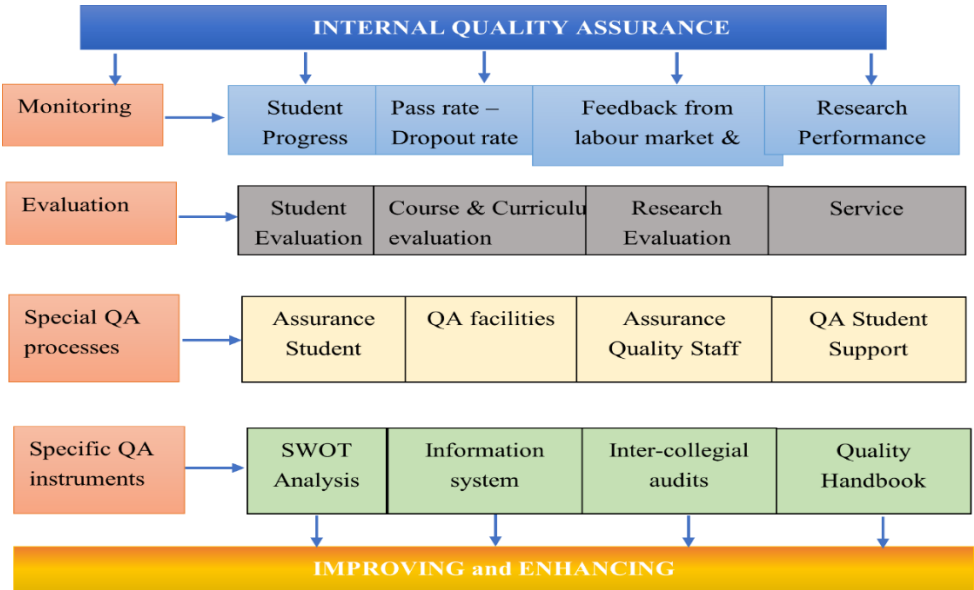 INTERNAL QUALITY ASSURANCE
Monitoring
Student
Progress
Pass rate –
Dropout rate
Feedback from
labour market &
Research
Performance
Evaluation
Student
Evaluation
Course & Curriculu
evaluation
Research
Evaluation
Service
Special QA
processes
Assurance
Student
QA facilities
Assurance
Quality Staff
QA Student
Support
Specific QA
instruments
SWOT
Analysis
Information
system
Inter-collegial
audits
Quality
Handbook
IMPROVING and ENHANCING